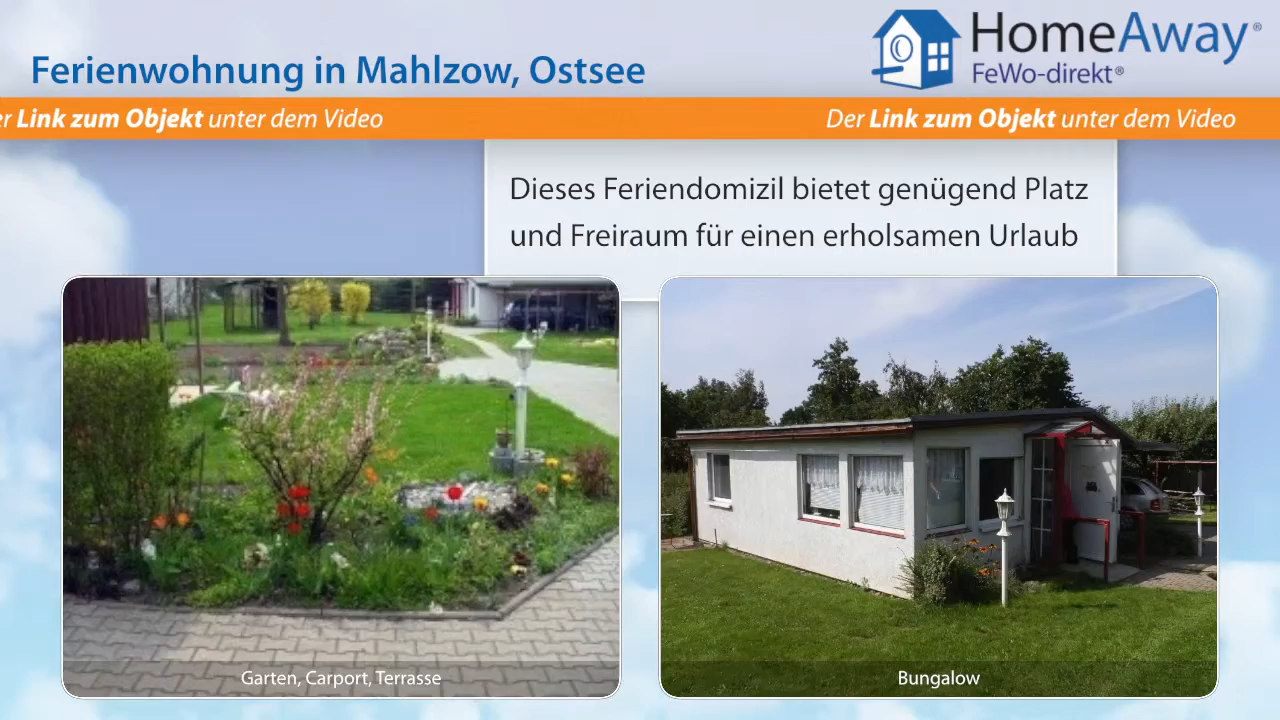 Ferienwohnung in Mahlzow, Ostsee
HomeAway®
FeWo-direkt®
er Link zum Objekt unter dem Video
Der Link zum Objekt unter dem Video
Dieses Feriendomizil bietet genügend Platz
und Freiraum für einen erholsamen Urlaub
Garten, Carport, Terrasse
Bungalow